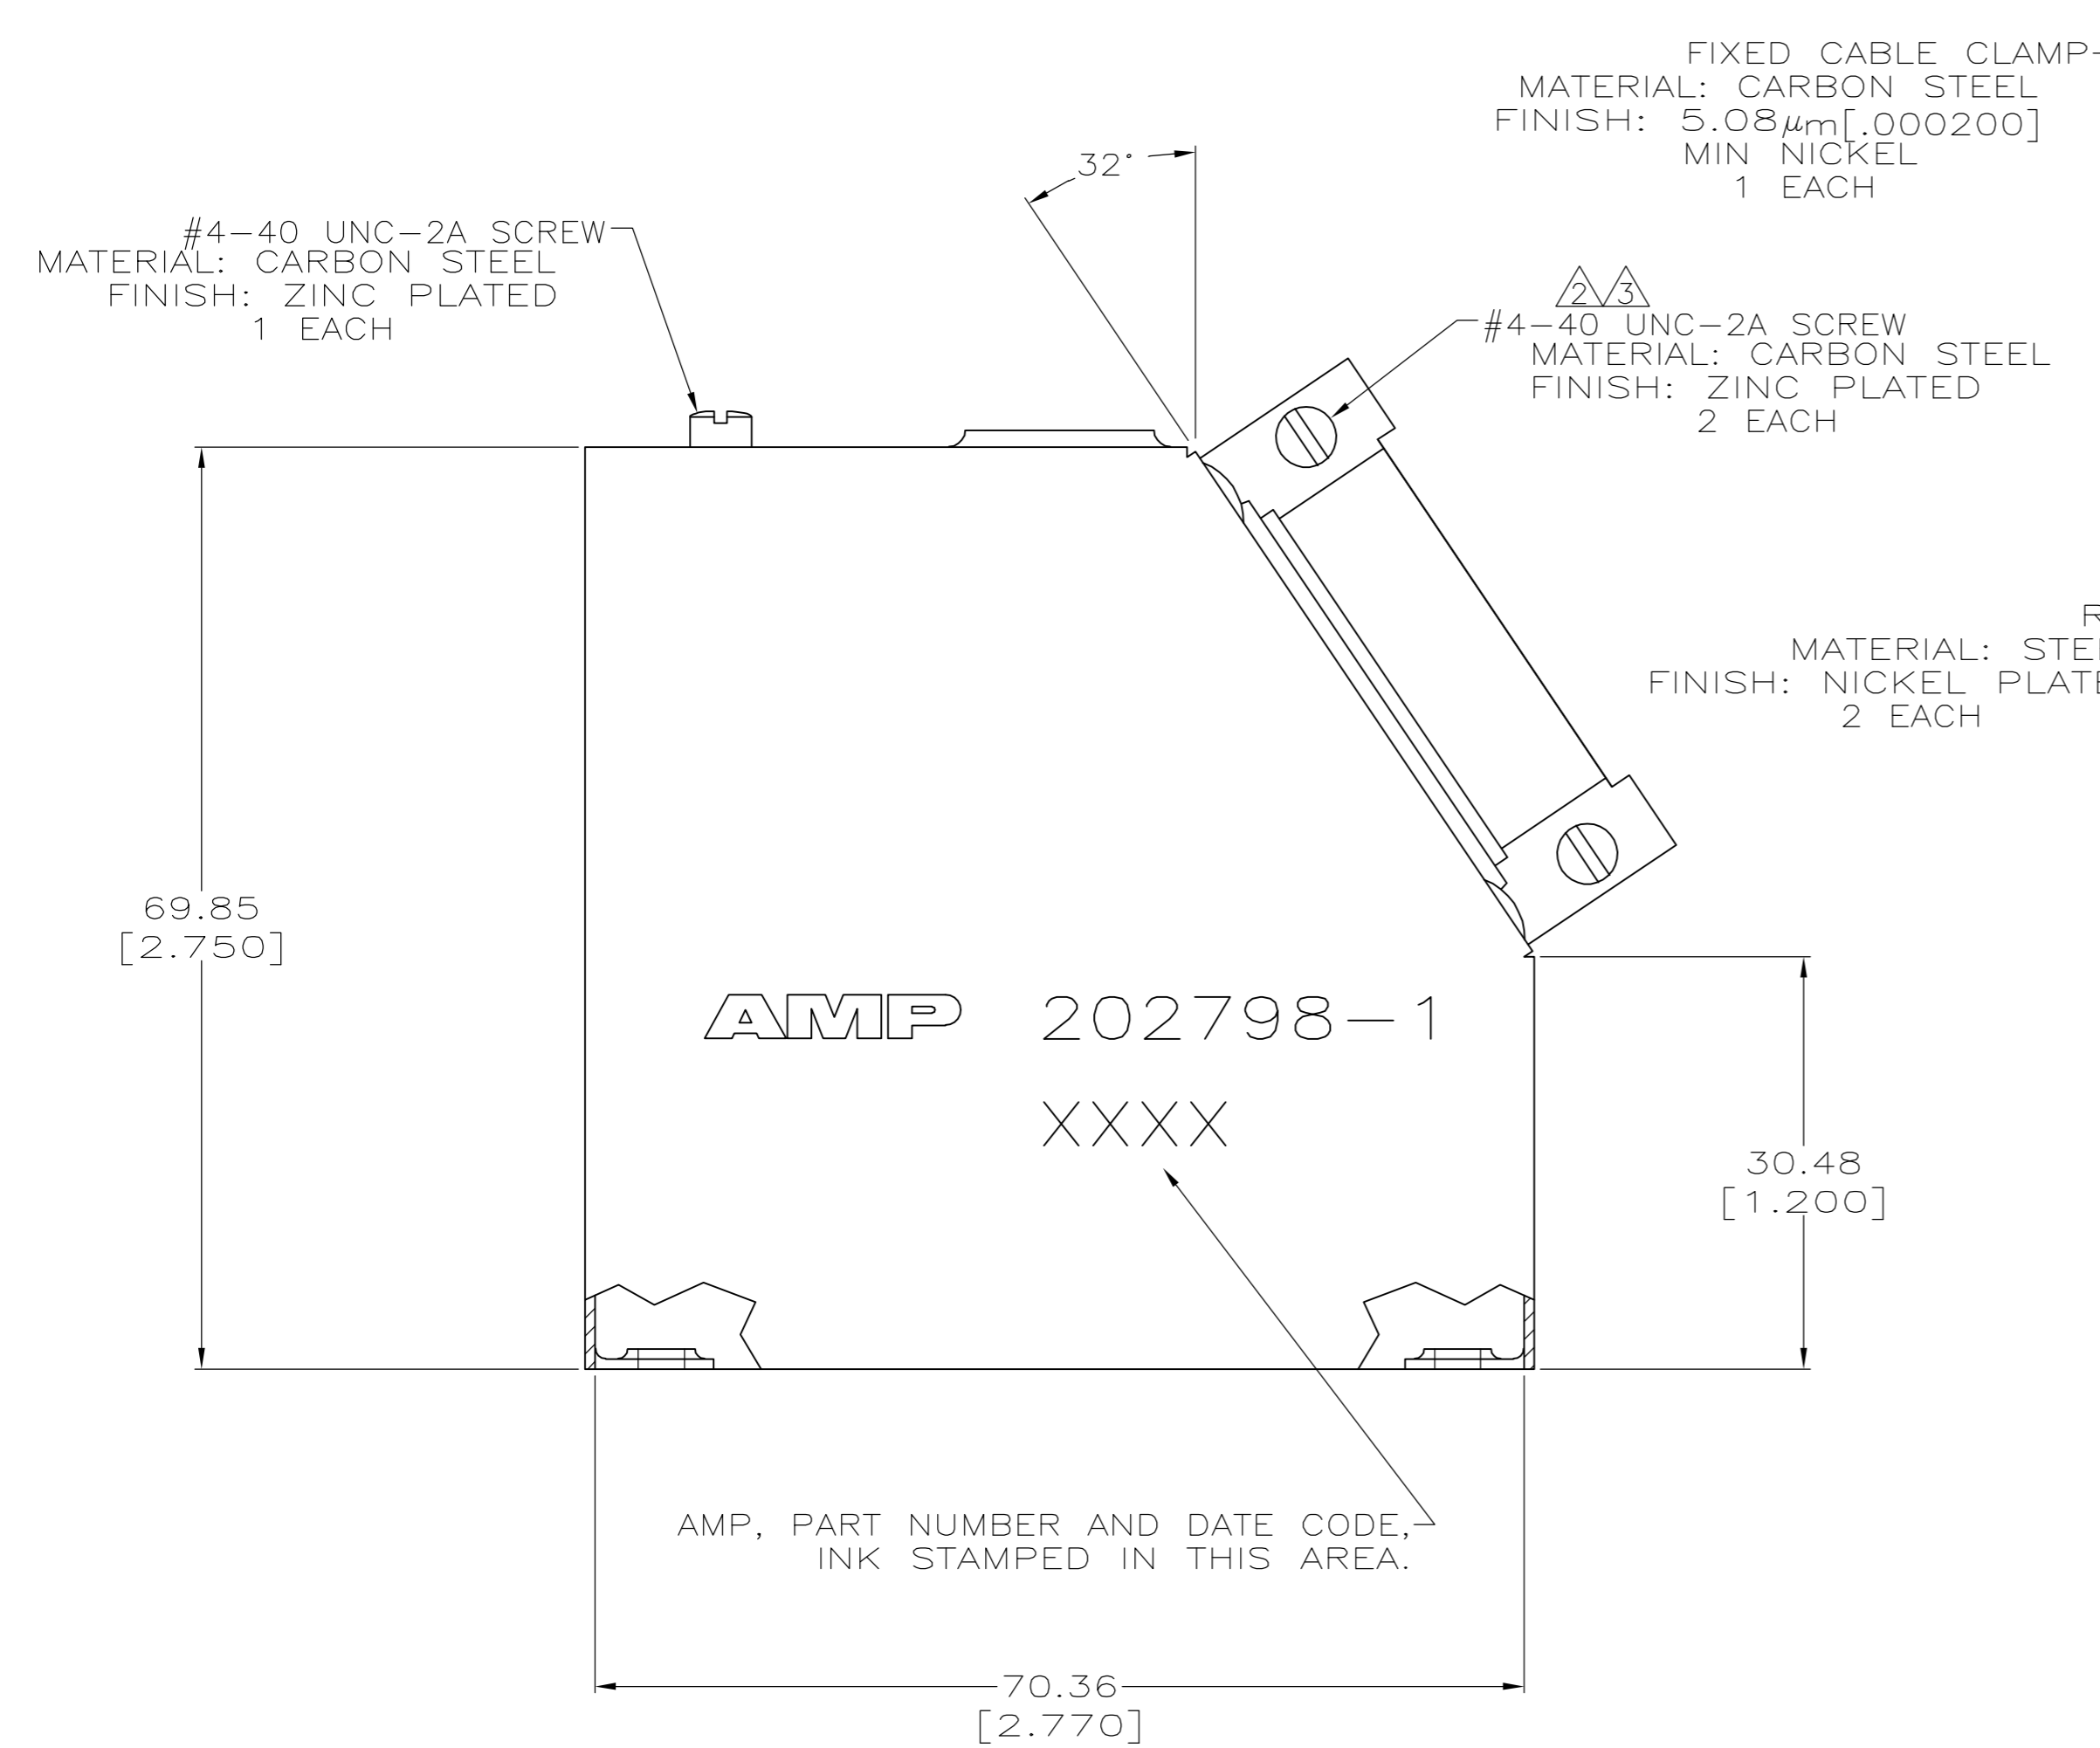 FIXED CABLE CLAMP
MATERIAL: CARBON STEEL
FINISH: 5.08μm[.000200]
MIN NICKEL
1 EACH
32°
#4-40 UNC-2A SCREW
MATERIAL: CARBON STEEL
FINISH: ZINC PLATED
1 EACH
2 3
#4-40 UNC-2A SCREW
MATERIAL: CARBON STEEL
FINISH: ZINC PLATED
2 EACH
MATERIAL:
FINISH: NICKEL
2 EACH
69.85
[2.750]
AMP 202798-1
XXXX
30.48
[1.200]
AMP, PART NUMBER AND DATE CODE,
INK STAMPED IN THIS AREA.
70.36
[2.770]